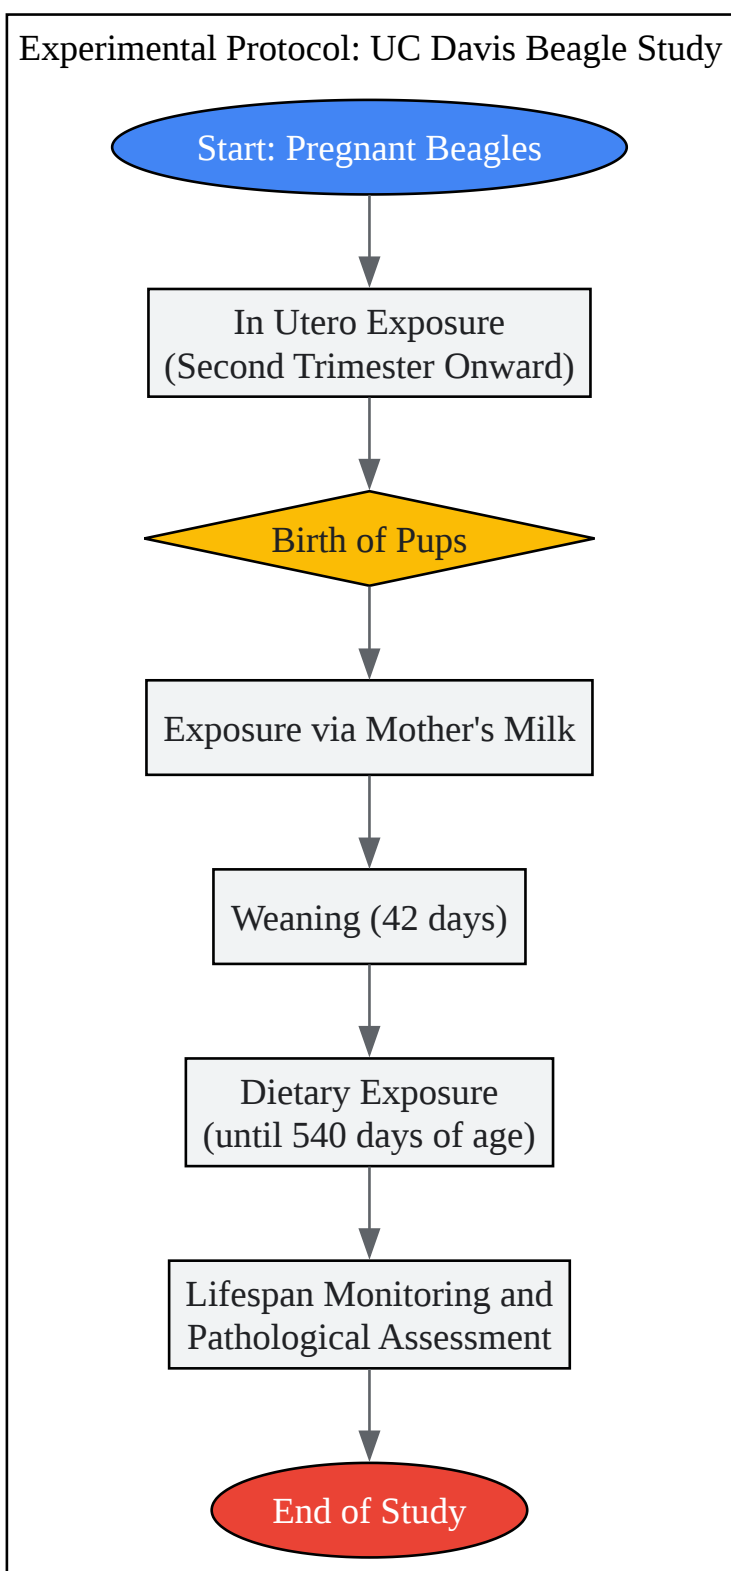 Experimental Protocol: UC Davis Beagle Study
Start: Pregnant Beagles
In Utero Exposure
(Second Trimester Onward)
Birth of Pups
Exposure via Mother's Milk
Weaning (42 days)
Dietary Exposure
(until 540 days of age)
Lifespan Monitoring and
Pathological Assessment
End of Study